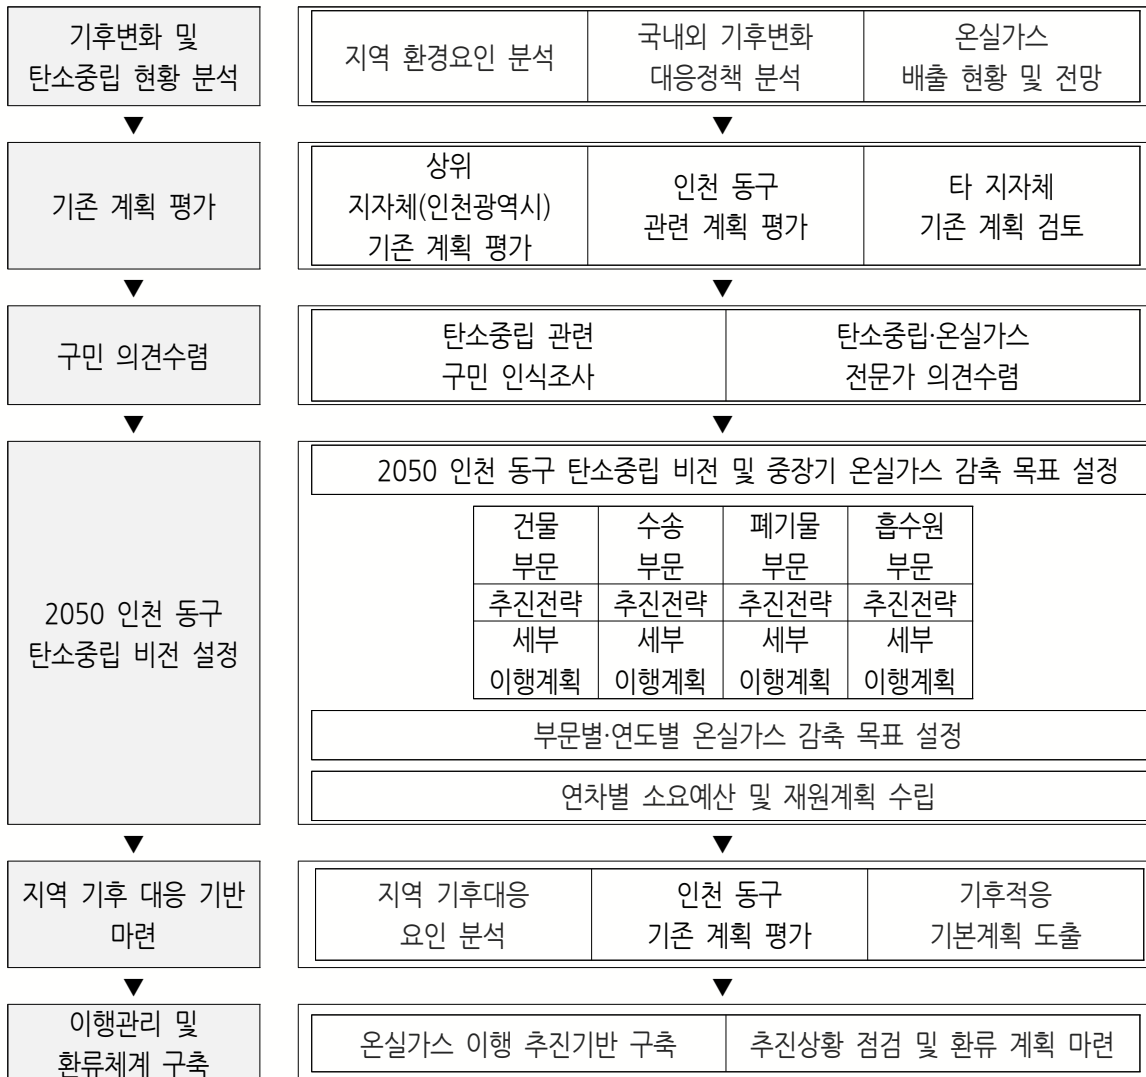 기후변화 및
탄소중립 현황 분석
지역 환경요인 분석
국내외 기후변화
대응정책 분석
온실가스
배출 현황 및 전망
▼
▼
기존 계획 평가
상위
지자체(인천광역시)
기존 계획 평가
인천 동구
관련 계획 평가
타 지자체
기존 계획 검토
▼
▼
구민 의견수렴
탄소중립 관련
구민 인식조사
탄소중립·온실가스
전문가 의견수렴
▼
▼
2050 인천 동구
탄소중립 비전 설정
2050 인천 동구 탄소중립 비전 및 중장기 온실가스 감축 목표 설정
건물
부문
수송
부문
폐기물
부문
흡수원
부문
추진전략
추진전략
추진전략
추진전략
세부
이행계획
세부
이행계획
세부
이행계획
세부
이행계획
부문별·연도별 온실가스 감축 목표 설정
연차별 소요예산 및 재원계획 수립
▼
▼
지역 기후 대응 기반
마련
지역 기후대응
요인 분석
인천 동구
기존 계획 평가
기후적응
기본계획 도출
▼
▼
이행관리 및
환류체계 구축
온실가스 이행 추진기반 구축
추진상황 점검 및 환류 계획 마련